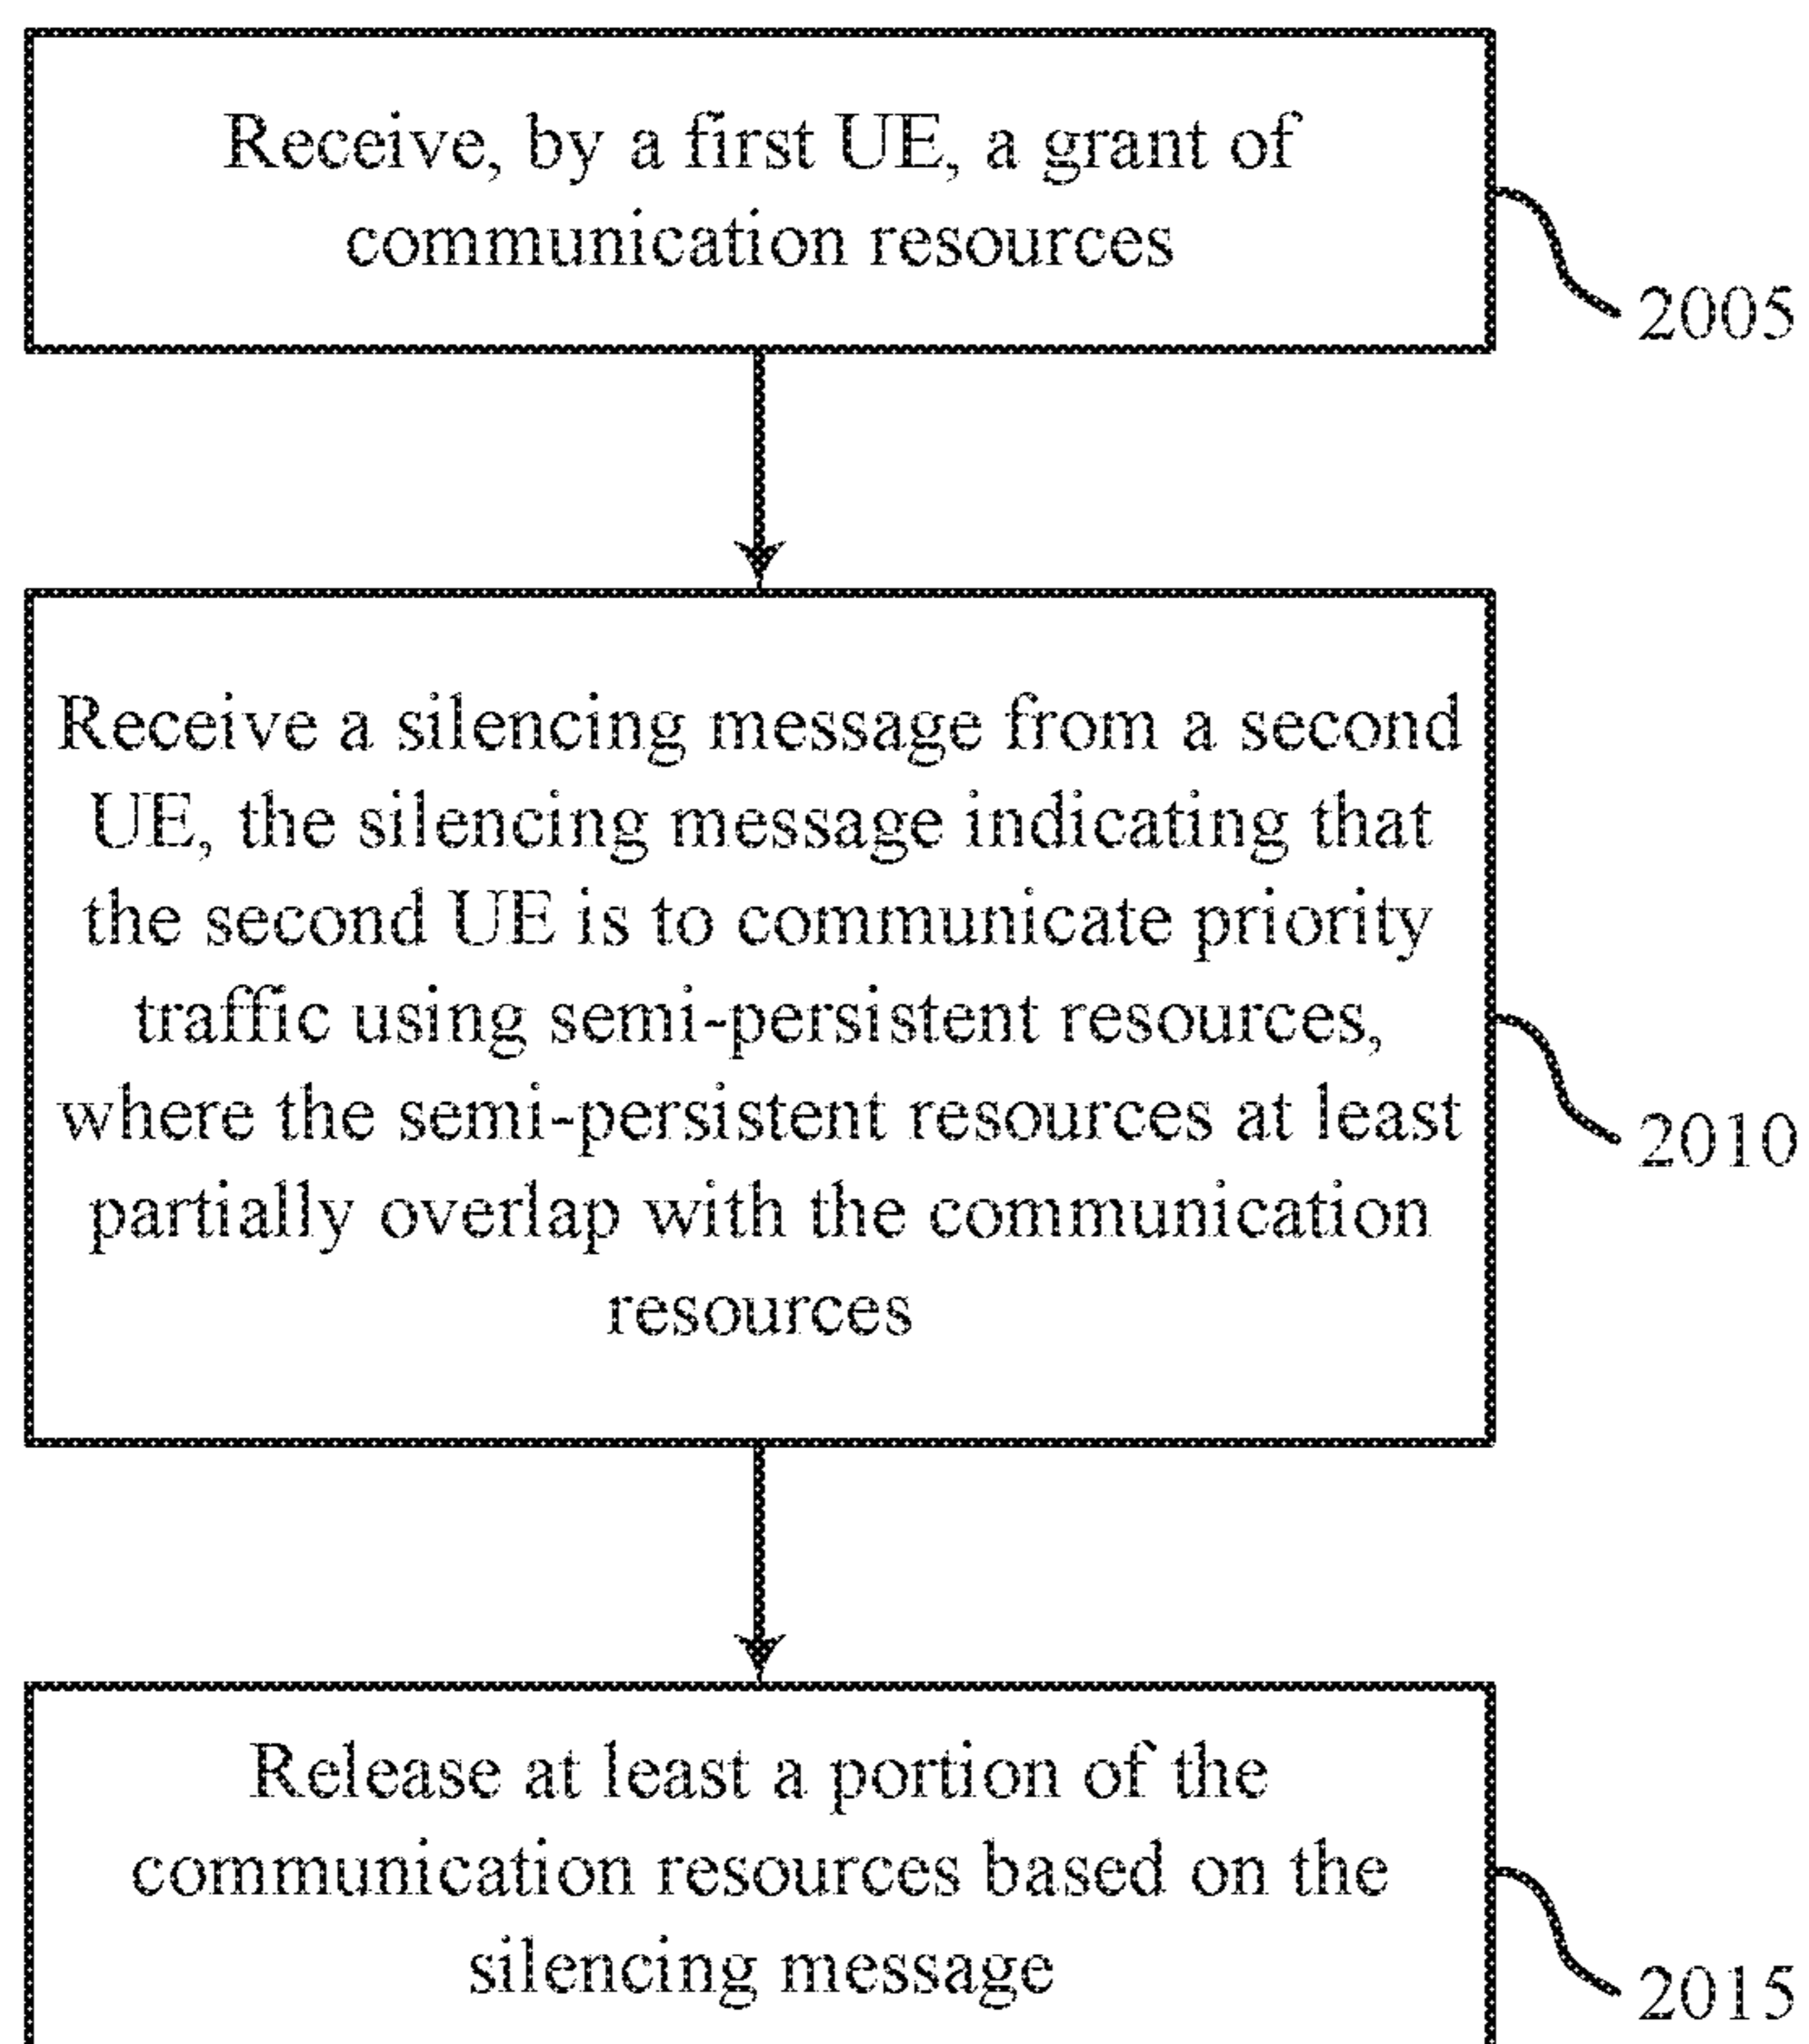 Receive, by a first UE, a grant of
communication resources
2005
Receive a silencing message from a second
UE, the silencing message indicating that
the second UE is to communicate priority
traffic using semi-persistent resources,
where the semi-persistent resources at least
partially overlap with the communication
resources
2010
Release at least a portion of the
communication resources based on the
silencing message
2015